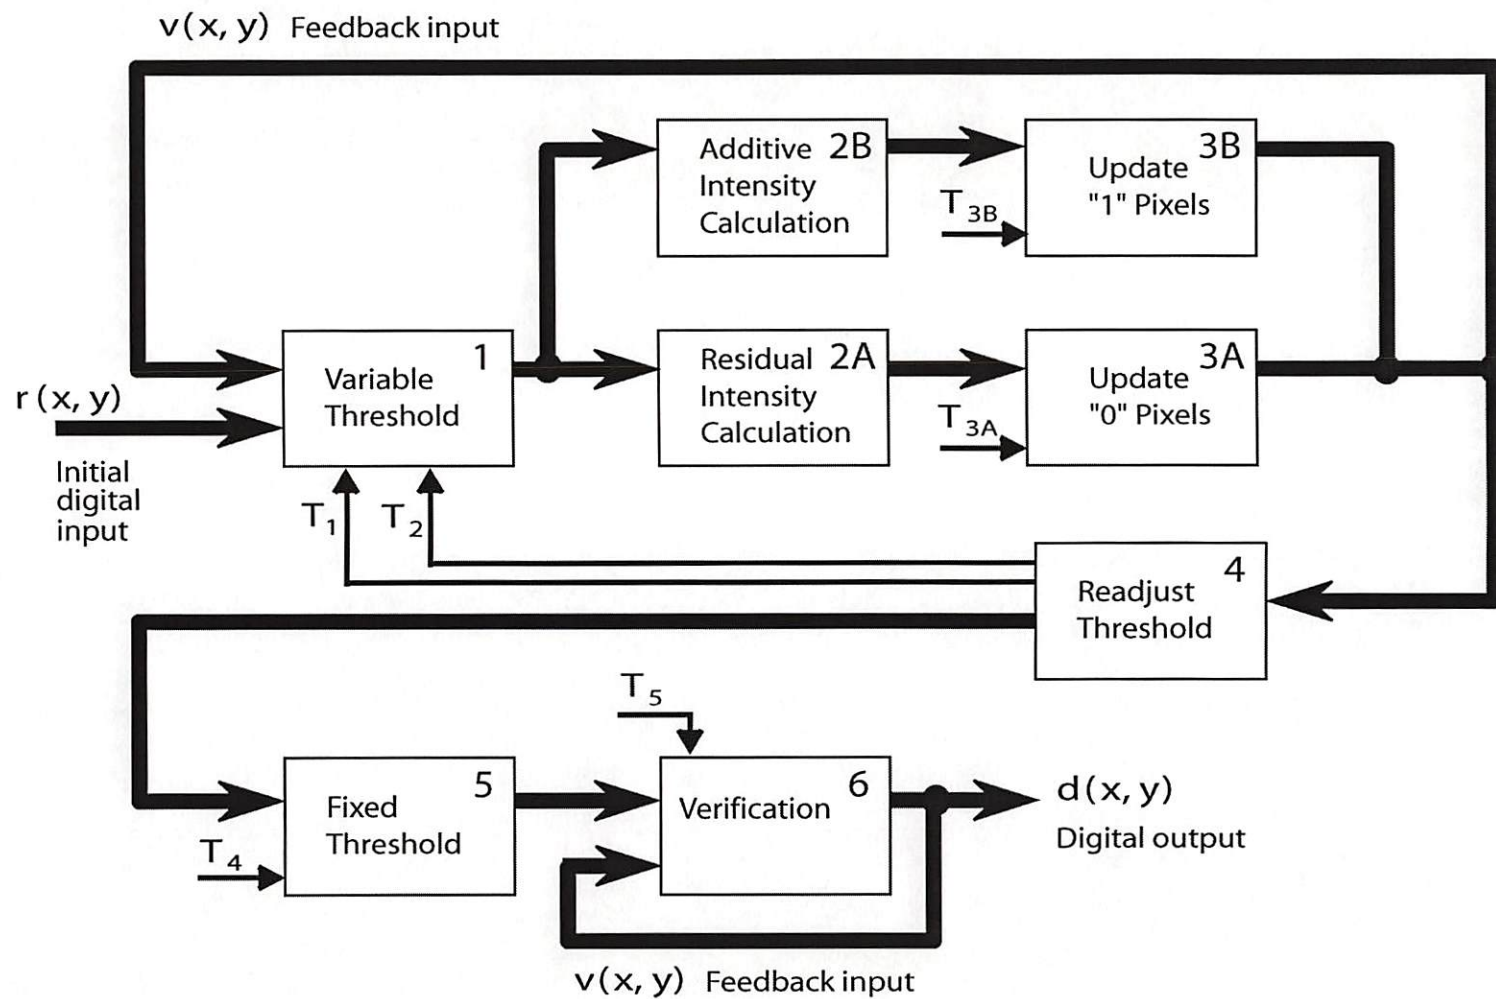 v(x, y) Feedback input
Additive 2B
Intensity
Calculation
3B
Update
"1" Pixels
T3B
r(x, y)
Initial
digital
input
1
Variable
Threshold
Residual 2A
Intensity
Calculation
3A
Update
"0" Pixels
T3A
T1 T2
4
Readjust
Threshold
T5
5
Fixed
Threshold
T4
6
Verification
d(x, y)
Digital output
v(x, y) Feedback input